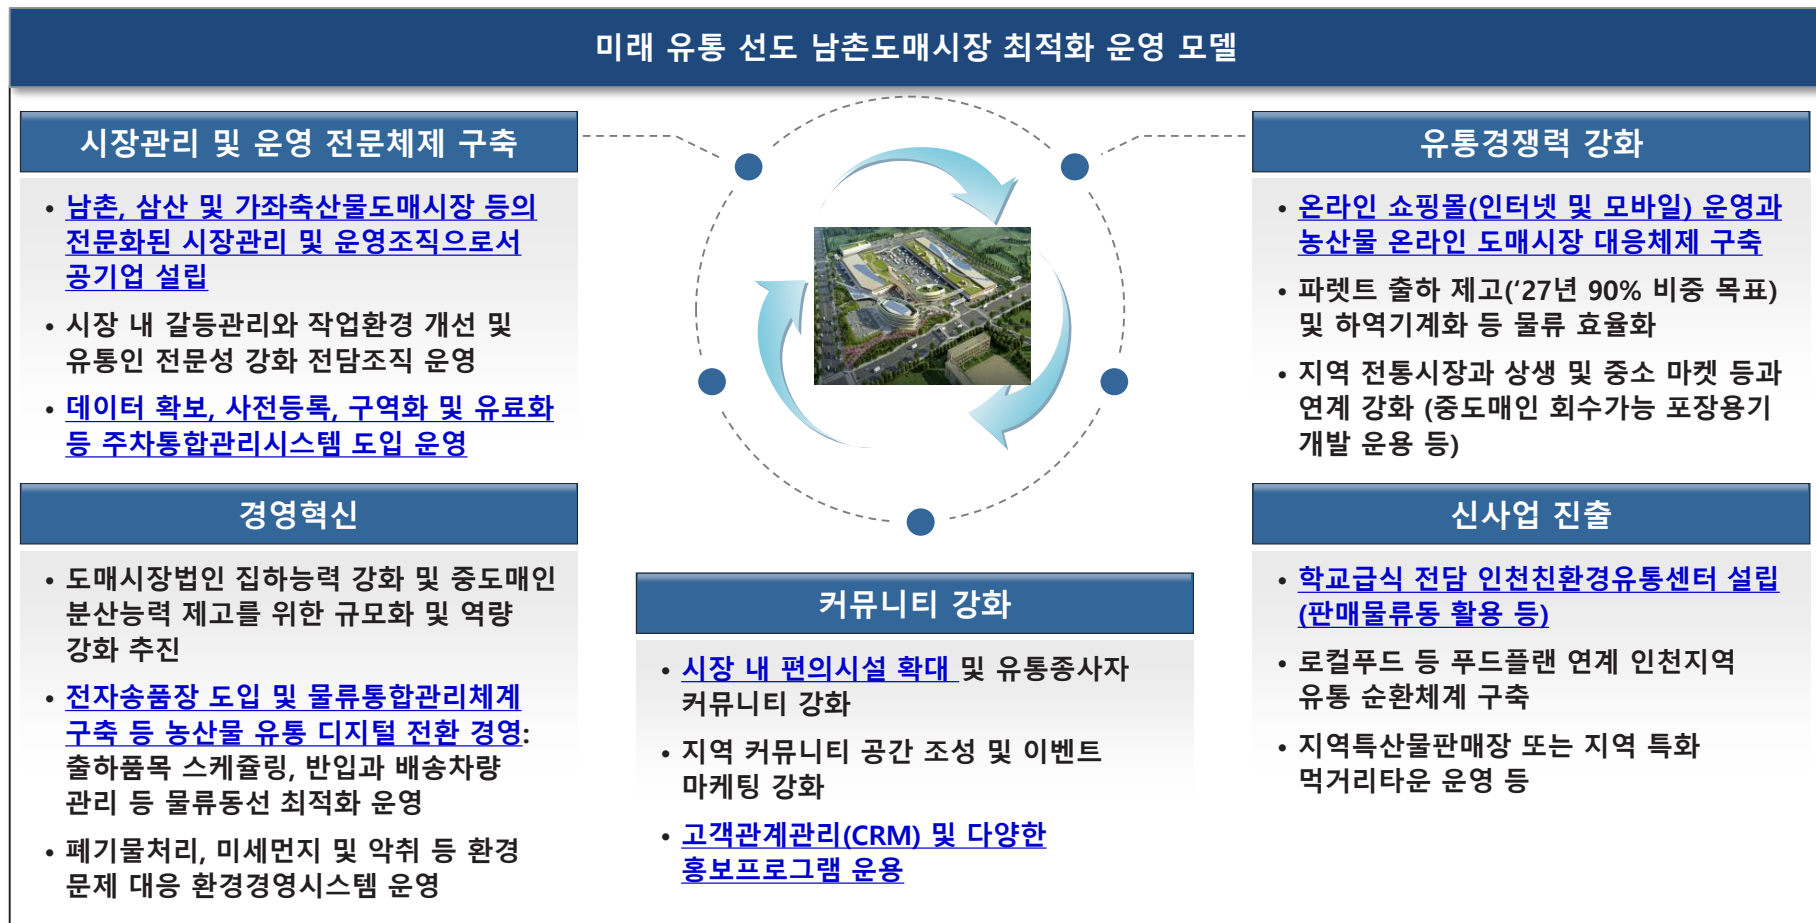 미래 유통 선도 남촌도매시장 최적화 운영 모델
시장관리 및 운영 전문체제 구축
• 남촌, 삼산 및 가좌축산물도매시장 등의
전문화된 시장관리 및 운영조직으로서
공기업 설립
• 시장 내 갈등관리와 작업환경 개선 및
유통인 전문성 강화 전담조직 운영
• 데이터 확보, 사전등록, 구역화 및 유료화
등 주차통합관리시스템 도입 운영
경영혁신
• 도매시장법인 집하능력 강화 및 중도매인
분산능력 제고를 위한 규모화 및 역량
강화 추진
• 전자송품장 도입 및 물류통합관리체계
구축 등 농산물 유통 디지털 전환 경영:
출하품목 스케쥴링, 반입과 배송차량
관리 등 물류동선 최적화 운영
• 폐기물처리, 미세먼지 및 악취 등 환경
문제 대응 환경경영시스템 운영
커뮤니티 강화
• 시장 내 편의시설 확대 및 유통종사자
커뮤니티 강화
• 지역 커뮤니티 공간 조성 및 이벤트
마케팅 강화
• 고객관계관리(CRM) 및 다양한
홍보프로그램 운용
유통경쟁력 강화
• 온라인 쇼핑몰(인터넷 및 모바일) 운영과
농산물 온라인 도매시장 대응체제 구축
• 파렛트 출하 제고(‘27년 90% 비중 목표)
및 하역기계화 등 물류 효율화
• 지역 전통시장과 상생 및 중소 마켓 등과
연계 강화 (중도매인 회수가능 포장용기
개발 운용 등)
신사업 진출
• 학교급식 전담 인천친환경유통센터 설립
(판매물류동 활용 등)
• 로컬푸드 등 푸드플랜 연계 인천지역
유통 순환체계 구축
• 지역특산물판매장 또는 지역 특화
먹거리타운 운영 등